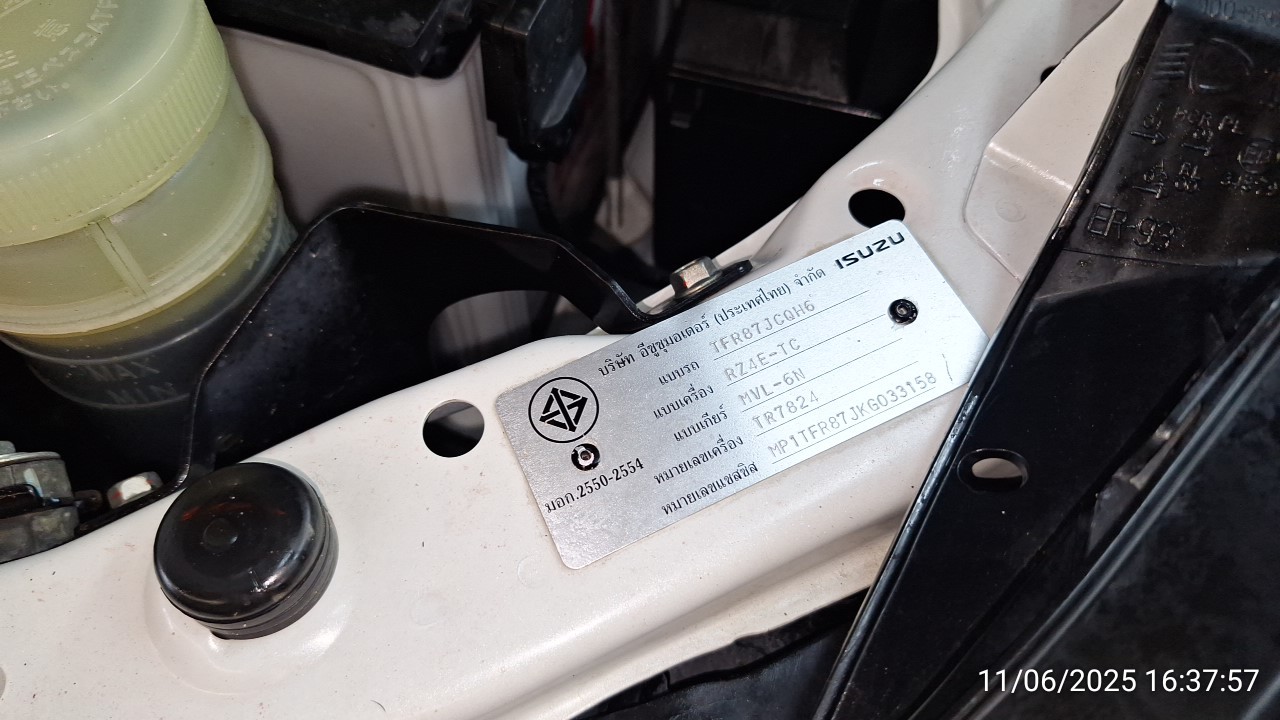 บริษัท อีซูซุมอเตอร์ (ประเทศไทย) จำกัด ISUZU
แบบรถ TFR87JCQH6
แบบเครื่อง RZ4E-TC
แบบเกียร์ MVL-6N
หมายเลขเครื่อง TR7824
หมายเลขแชสซิส MP1TFR87JKG033158
มอก.2550-2554
MAX
MIN
11/06/2025 16:37:57